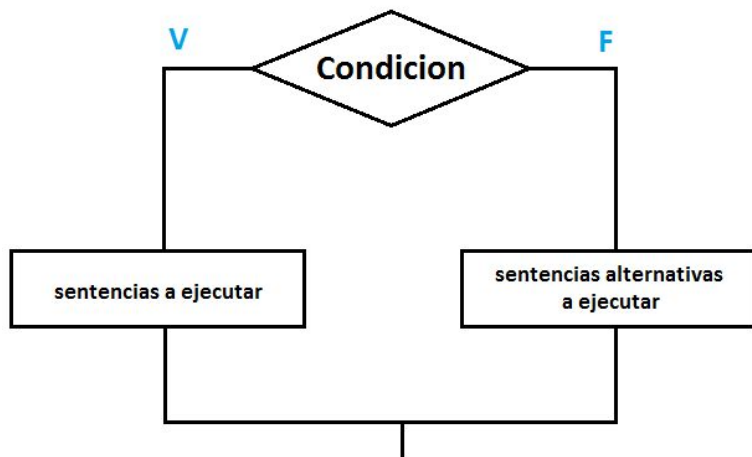 V
F
Condicion
sentencias a ejecutar
sentencias alternativas
a ejecutar